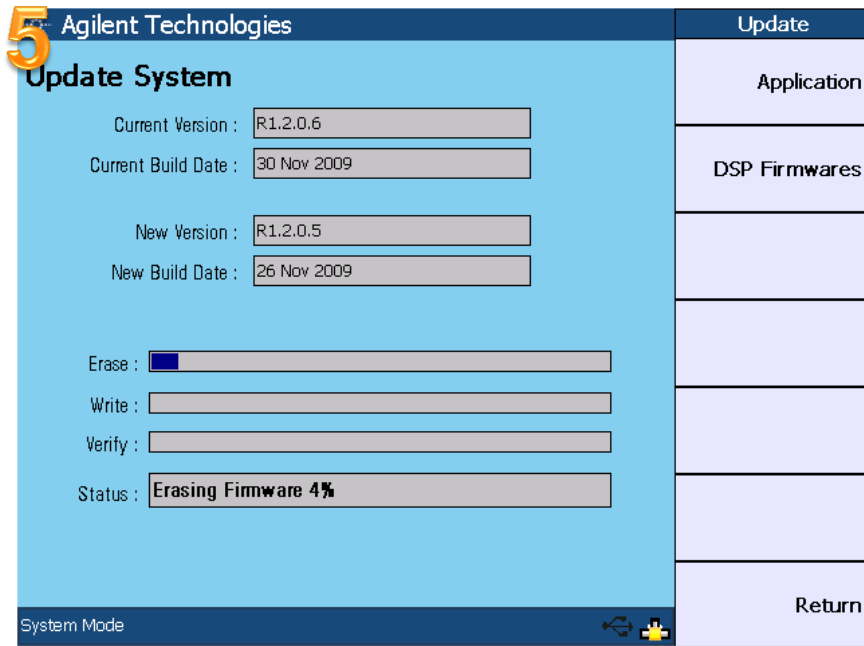 5
Agilent Technologies
Update
Update System
Application
Current Version : R1.2.0.6
Current Build Date : 30 Nov 2009
DSP Firmwares
New Version : R1.2.0.5
New Build Date : 26 Nov 2009
Erase :
Write :
Verify :
Status : Erasing Firmware 4%
Return
System Mode